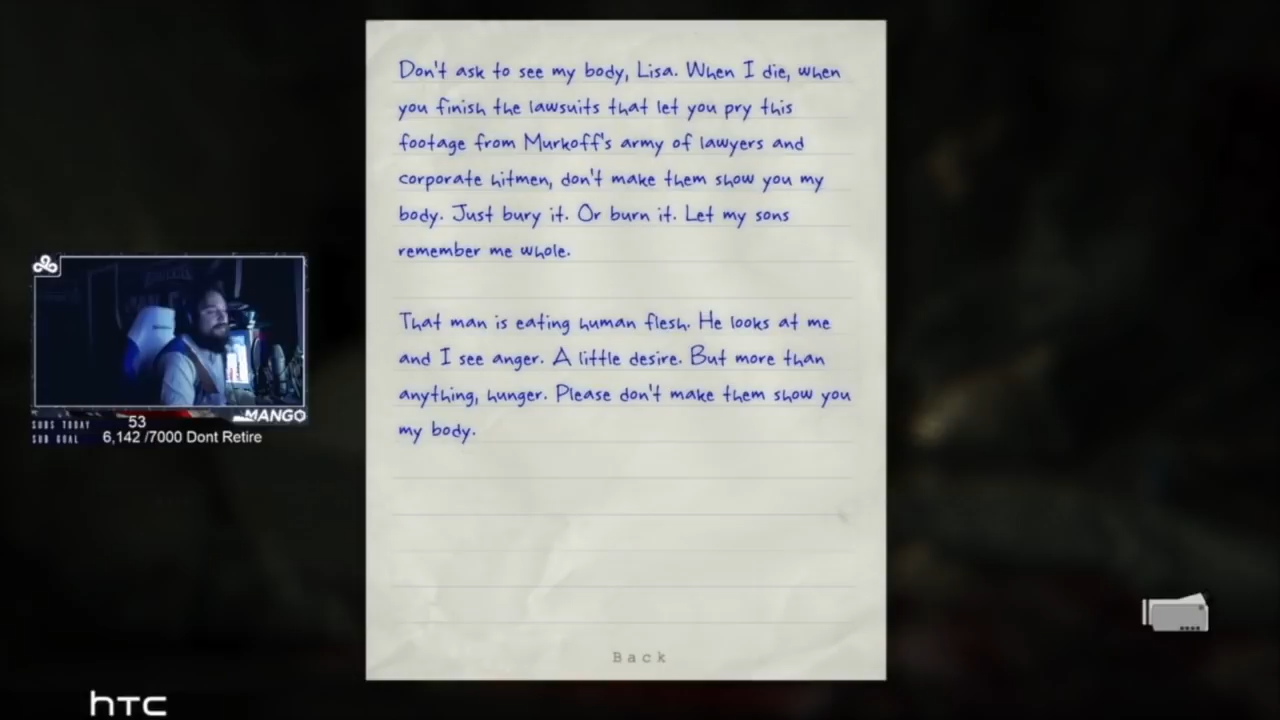 Don't ask to see my body, Lisa. When I die, when
you finish the lawsuits that let you pry this
footage from Murkoff's army of lawyers and
corporate hitmen, don't make them show you my
body. Just bury it. Or burn it. Let my sons
remember me whole.
That man is eating human flesh. He looks at me
and I see anger. A little desire. But more than
anything, hunger. Please don't make them show you
my body.
Back
MANGO
SUBS TODAY 53
SUB GOAL 6,142 /7000 Dont Retire
hTC